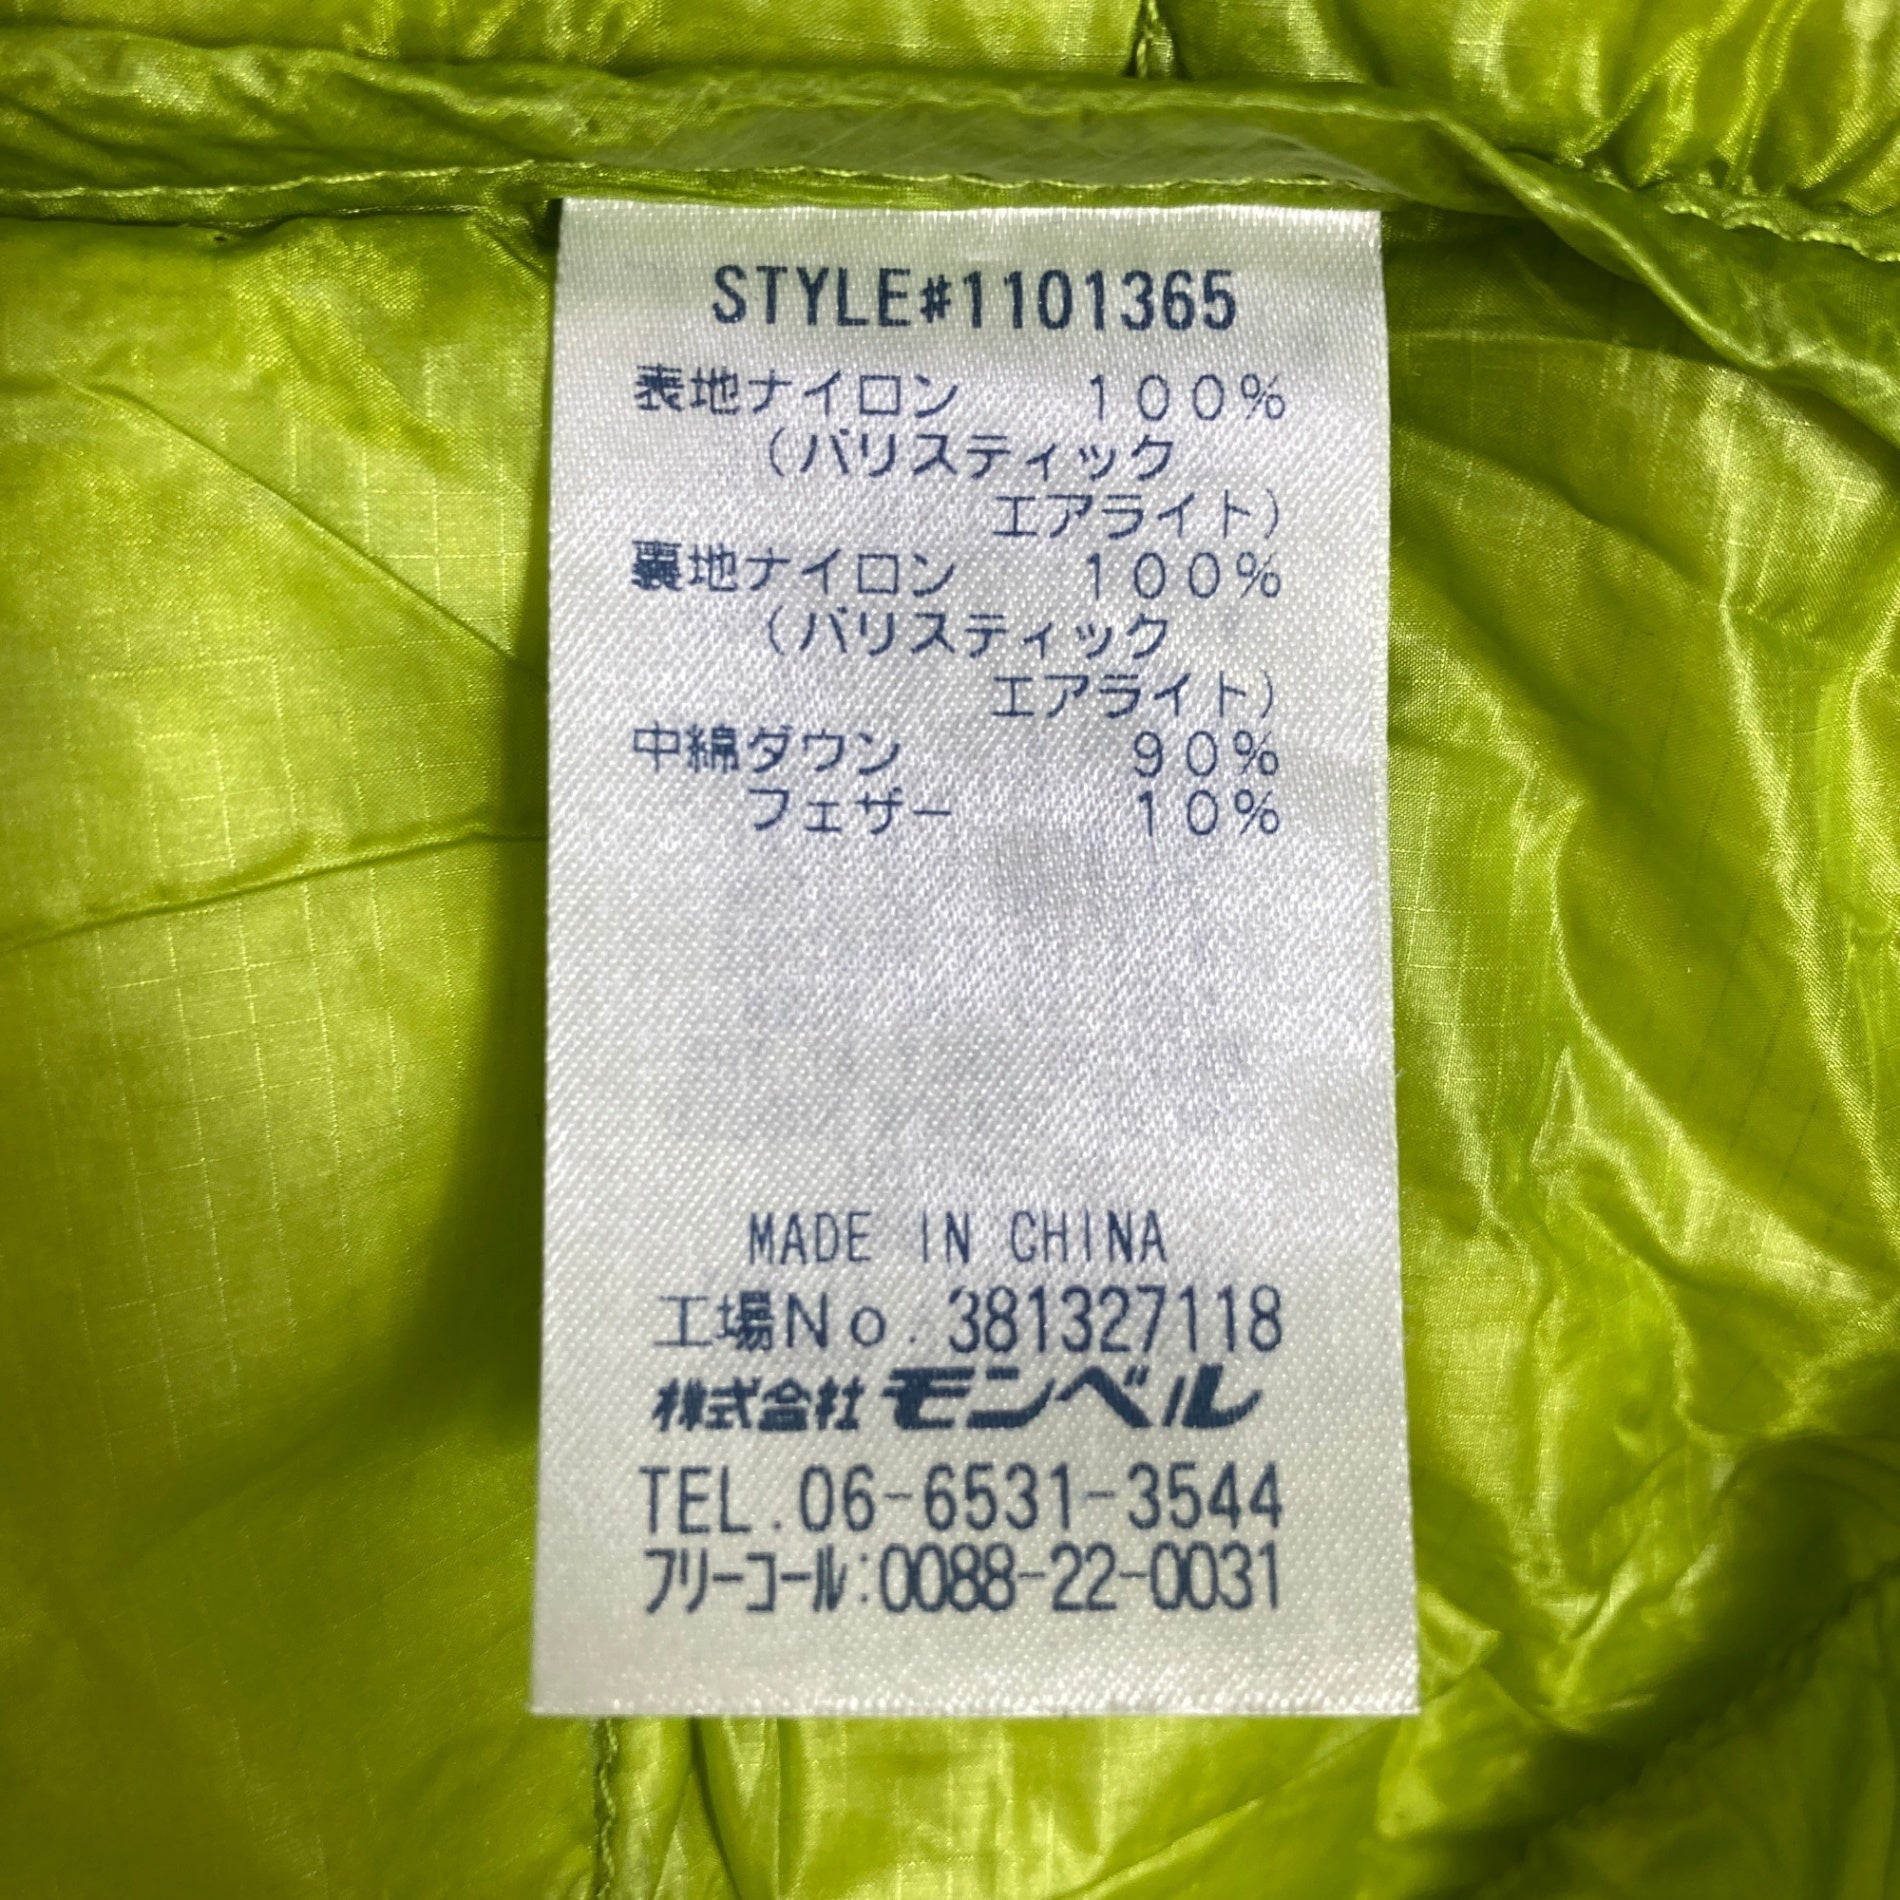 STYLE#1101365
表地ナイロン 100%
(バリスティック
エアライト)
裏地ナイロン 100%
(バリスティック
エアライト)
中綿ダウン 90%
フェザー 10%
MADE IN CHINA
工場No. 381327118
株式会社モンベル
TEL.06-6531-3544
フリーコール:0088-22-0031